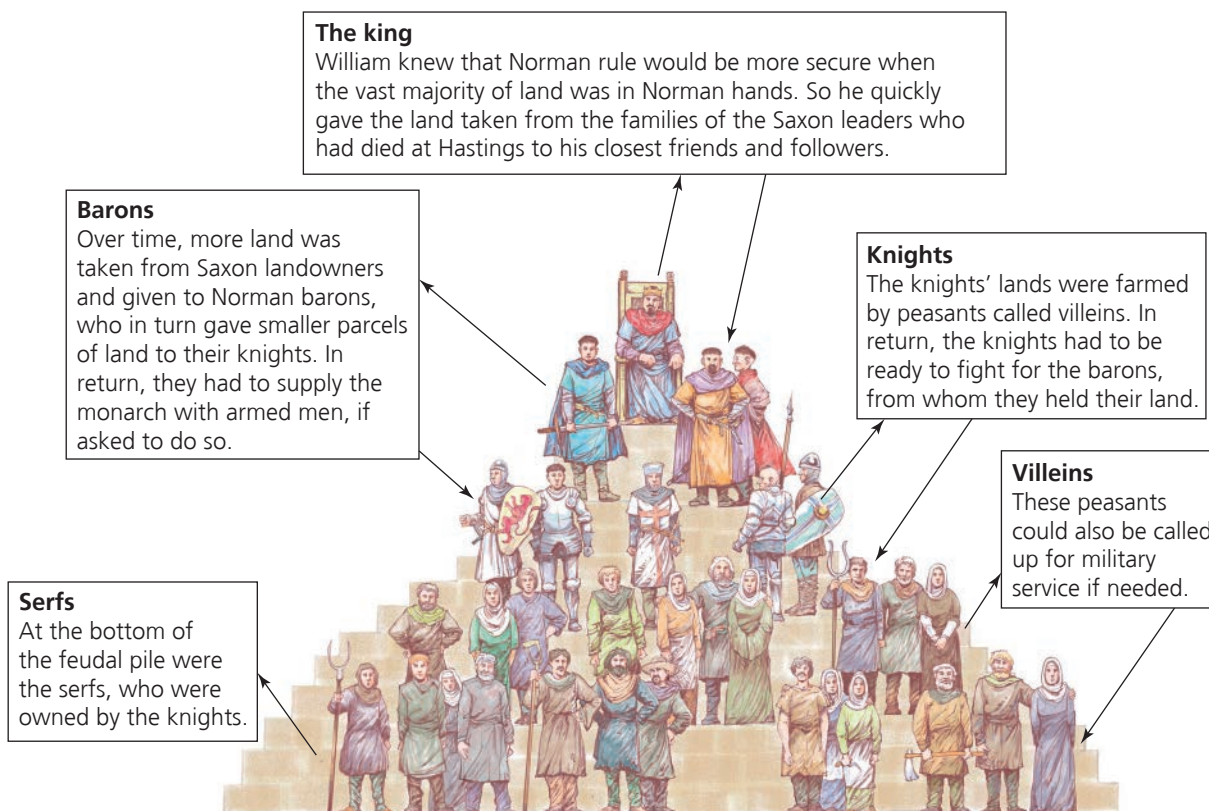 The king
William knew that Norman rule would be more secure when
the vast majority of land was in Norman hands. So he quickly
gave the land taken from the families of the Saxon leaders who
had died at Hastings to his closest friends and followers.
Barons
Over time, more land was
taken from Saxon landowners
and given to Norman barons,
who in turn gave smaller parcels
of land to their knights. In
return, they had to supply the
monarch with armed men, if
asked to do so.
Knights
The knights’ lands were farmed
by peasants called villeins. In
return, the knights had to be
ready to fight for the barons,
from whom they held their land.
Villeins
These peasants
could also be called
up for military
service if needed.
Serfs
At the bottom of
the feudal pile were
the serfs, who were
owned by the knights.